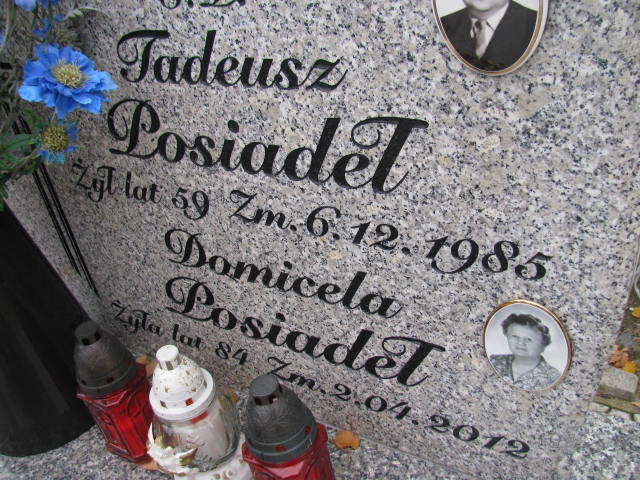 Ś.P.
Tadeusz
Posiadeł
Żył lat 59 Zm. 6.12.1985
Domicela
Posiadeł
Żyła lat 84 Zm. 2.04.2012